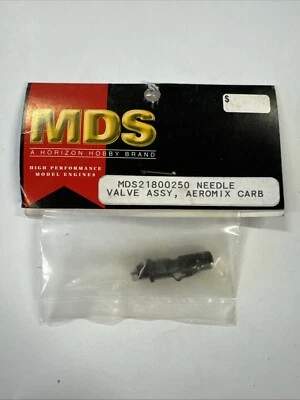 $
MDS
A HORIZON HOBBY BRAND
HIGH PERFORMANCE
MODEL ENGINES
MDS21800250 NEEDLE
VALVE ASSY, AEROMIX CARB